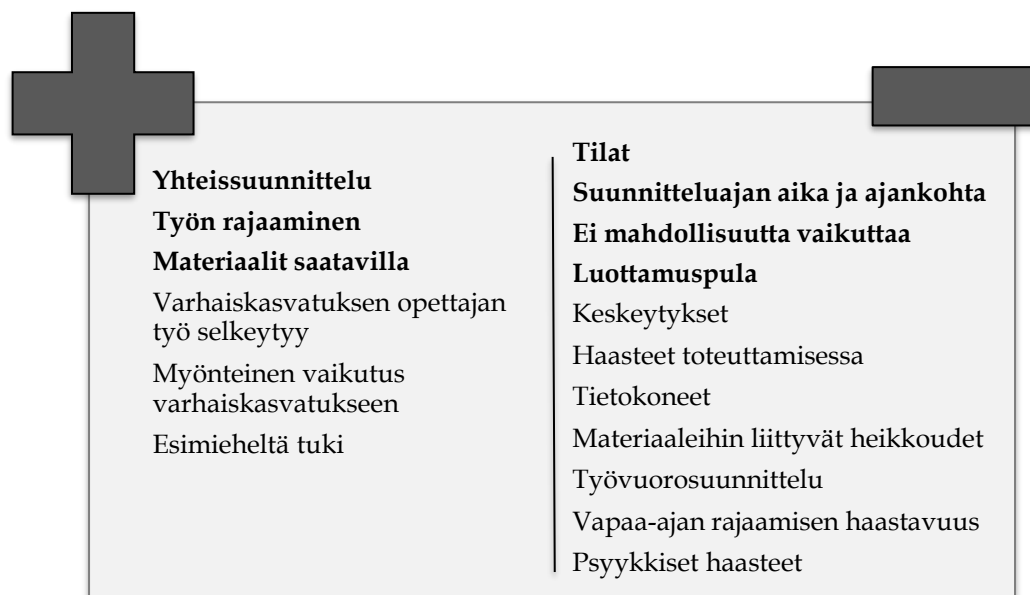 Yhteissuunnittelu
Työn rajaaminen
Materiaalit saatavilla
Varhaiskasvatuksen opettajan
työ selkeytyy
Myönteinen vaikutus
varhaiskasvatukseen
Esimieheltä tuki
Tilat
Suunnitteluajan aika ja ajankohta
Ei mahdollisuutta vaikuttaa
Luottamuspula
Keskeytykset
Haasteet toteuttamisessa
Tietokoneet
Materiaaleihin liittyvät heikkoudet
Työvuorosuunnittelu
Vapaa-ajan rajaamisen haastavuus
Psyykkiset haasteet